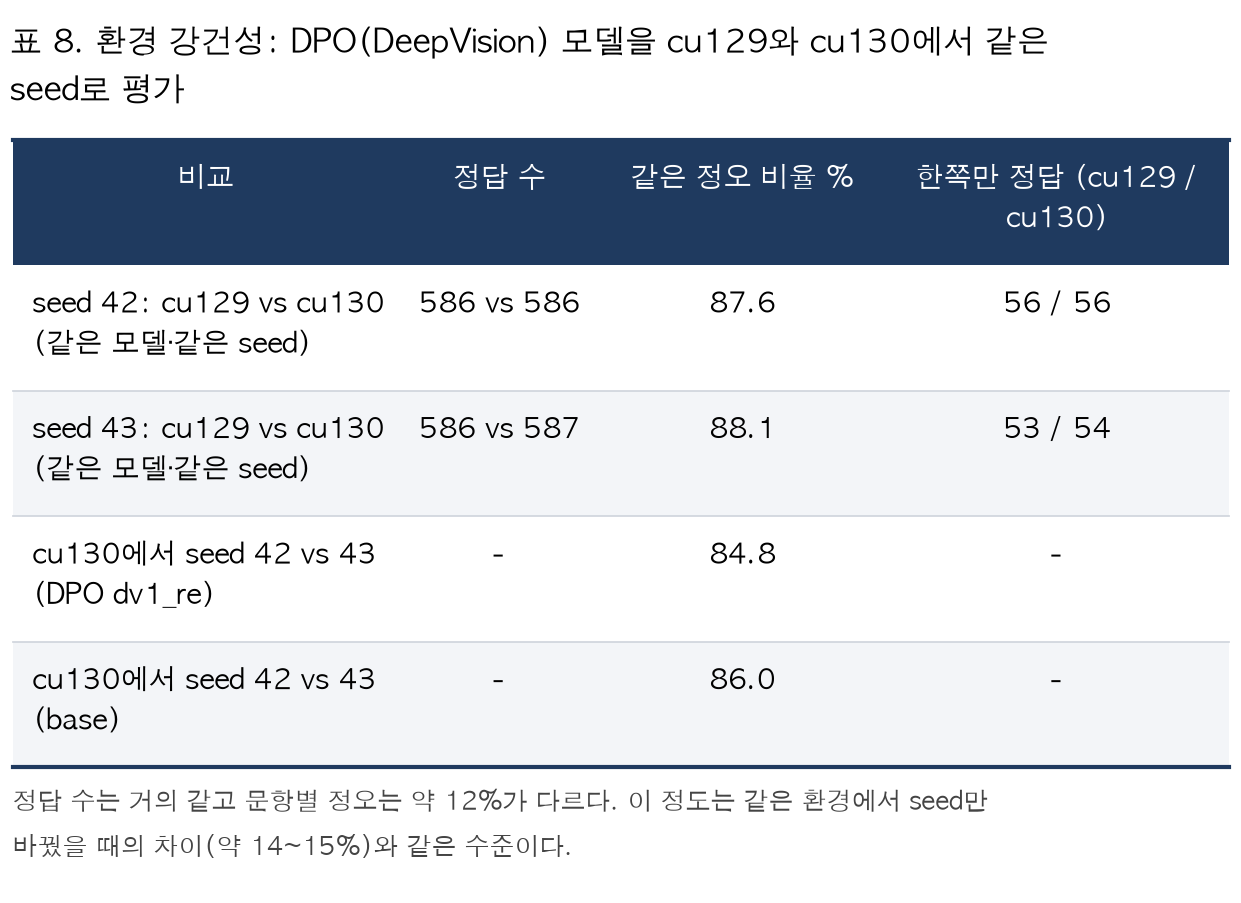 표 8. 환경 강건성: DPO(DeepVision) 모델을 cu129와 cu130에서 같은
seed로 평가
비교 정답 수 같은 정오 비율 % 한쪽만 정답 (cu129 /
cu130)
seed 42: cu129 vs cu130 586 vs 586 87.6 56 / 56
(같은 모델·같은 seed)
seed 43: cu129 vs cu130 586 vs 587 88.1 53 / 54
(같은 모델·같은 seed)
cu130에서 seed 42 vs 43 - 84.8 -
(DPO dv1_re)
cu130에서 seed 42 vs 43 - 86.0 -
(base)
정답 수는 거의 같고 문항별 정오는 약 12%가 다르다. 이 정도는 같은 환경에서 seed만
바꿨을 때의 차이(약 14~15%)와 같은 수준이다.